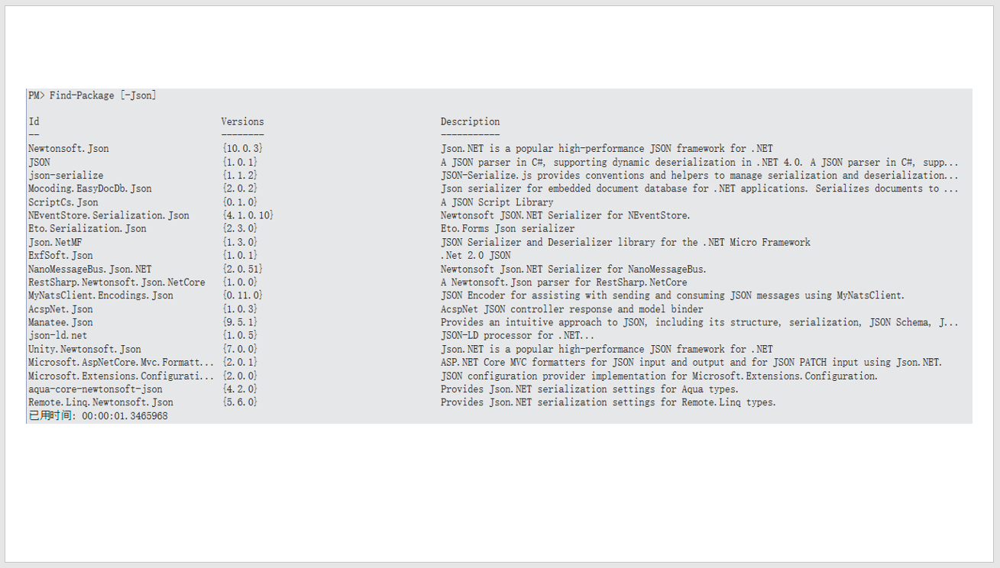 PM> Find-Package [-Json]
Id Versions Description
-- -------- -----------
Newtonsoft.Json {10.0.3} Json.NET is a popular high-performance JSON framework for .NET
JSON {1.0.1} A JSON parser in C#, supporting dynamic deserialization in .NET 4.0. A JSON parser in C#, supp...
json-serialize {1.1.2} JSON-Serialize.js provides conventions and helpers to manage serialization and deserialization...
Mocoding.EasyDocDb.Json {2.0.2} Json serializer for embedded document database for .NET applications. Serializes documents to ...
ScriptCs.Json {0.1.0} A JSON Script Library
NEventStore.Serialization.Json {4.1.0.10} Newtonsoft JSON.NET Serializer for NEventStore.
Eto.Serialization.Json {2.3.0} Eto.Forms Json serializer
Json.NetMF {1.3.0} JSON Serializer and Deserializer library for the .NET Micro Framework
ExfSoft.Json {1.0.1} .Net 2.0 JSON
NanoMessageBus.Json.NET {2.0.51} Newtonsoft Json.NET Serializer for NanoMessageBus.
RestSharp.Newtonsoft.Json.NetCore {1.0.0} A Newtonsoft.Json parser for RestSharp.NetCore
MyNatsClient.Encodings.Json {0.11.0} JSON Encoder for assisting with sending and consuming JSON messages using MyNatsClient.
AcspNet.Json {1.0.3} AcspNet JSON controller response and model binder
Manatee.Json {9.5.1} Provides an intuitive approach to JSON, including its structure, serialization, JSON Schema, J...
json-ld.net {1.0.5} JSON-LD processor for .NET...
Unity.Newtonsoft.Json {7.0.0} Json.NET is a popular high-performance JSON framework for .NET
Microsoft.AspNetCore.Mvc.Formatt... {2.0.1} ASP.NET Core MVC formatters for JSON input and output and for JSON PATCH input using Json.NET.
Microsoft.Extensions.Configurati... {2.0.0} JSON configuration provider implementation for Microsoft.Extensions.Configuration.
aqua-core-newtonsoft-json {4.2.0} Provides Json.NET serialization settings for Aqua types.
Remote.Linq.Newtonsoft.Json {5.6.0} Provides Json.NET serialization settings for Remote.Linq types.
已用时间: 00:00:01.3465968